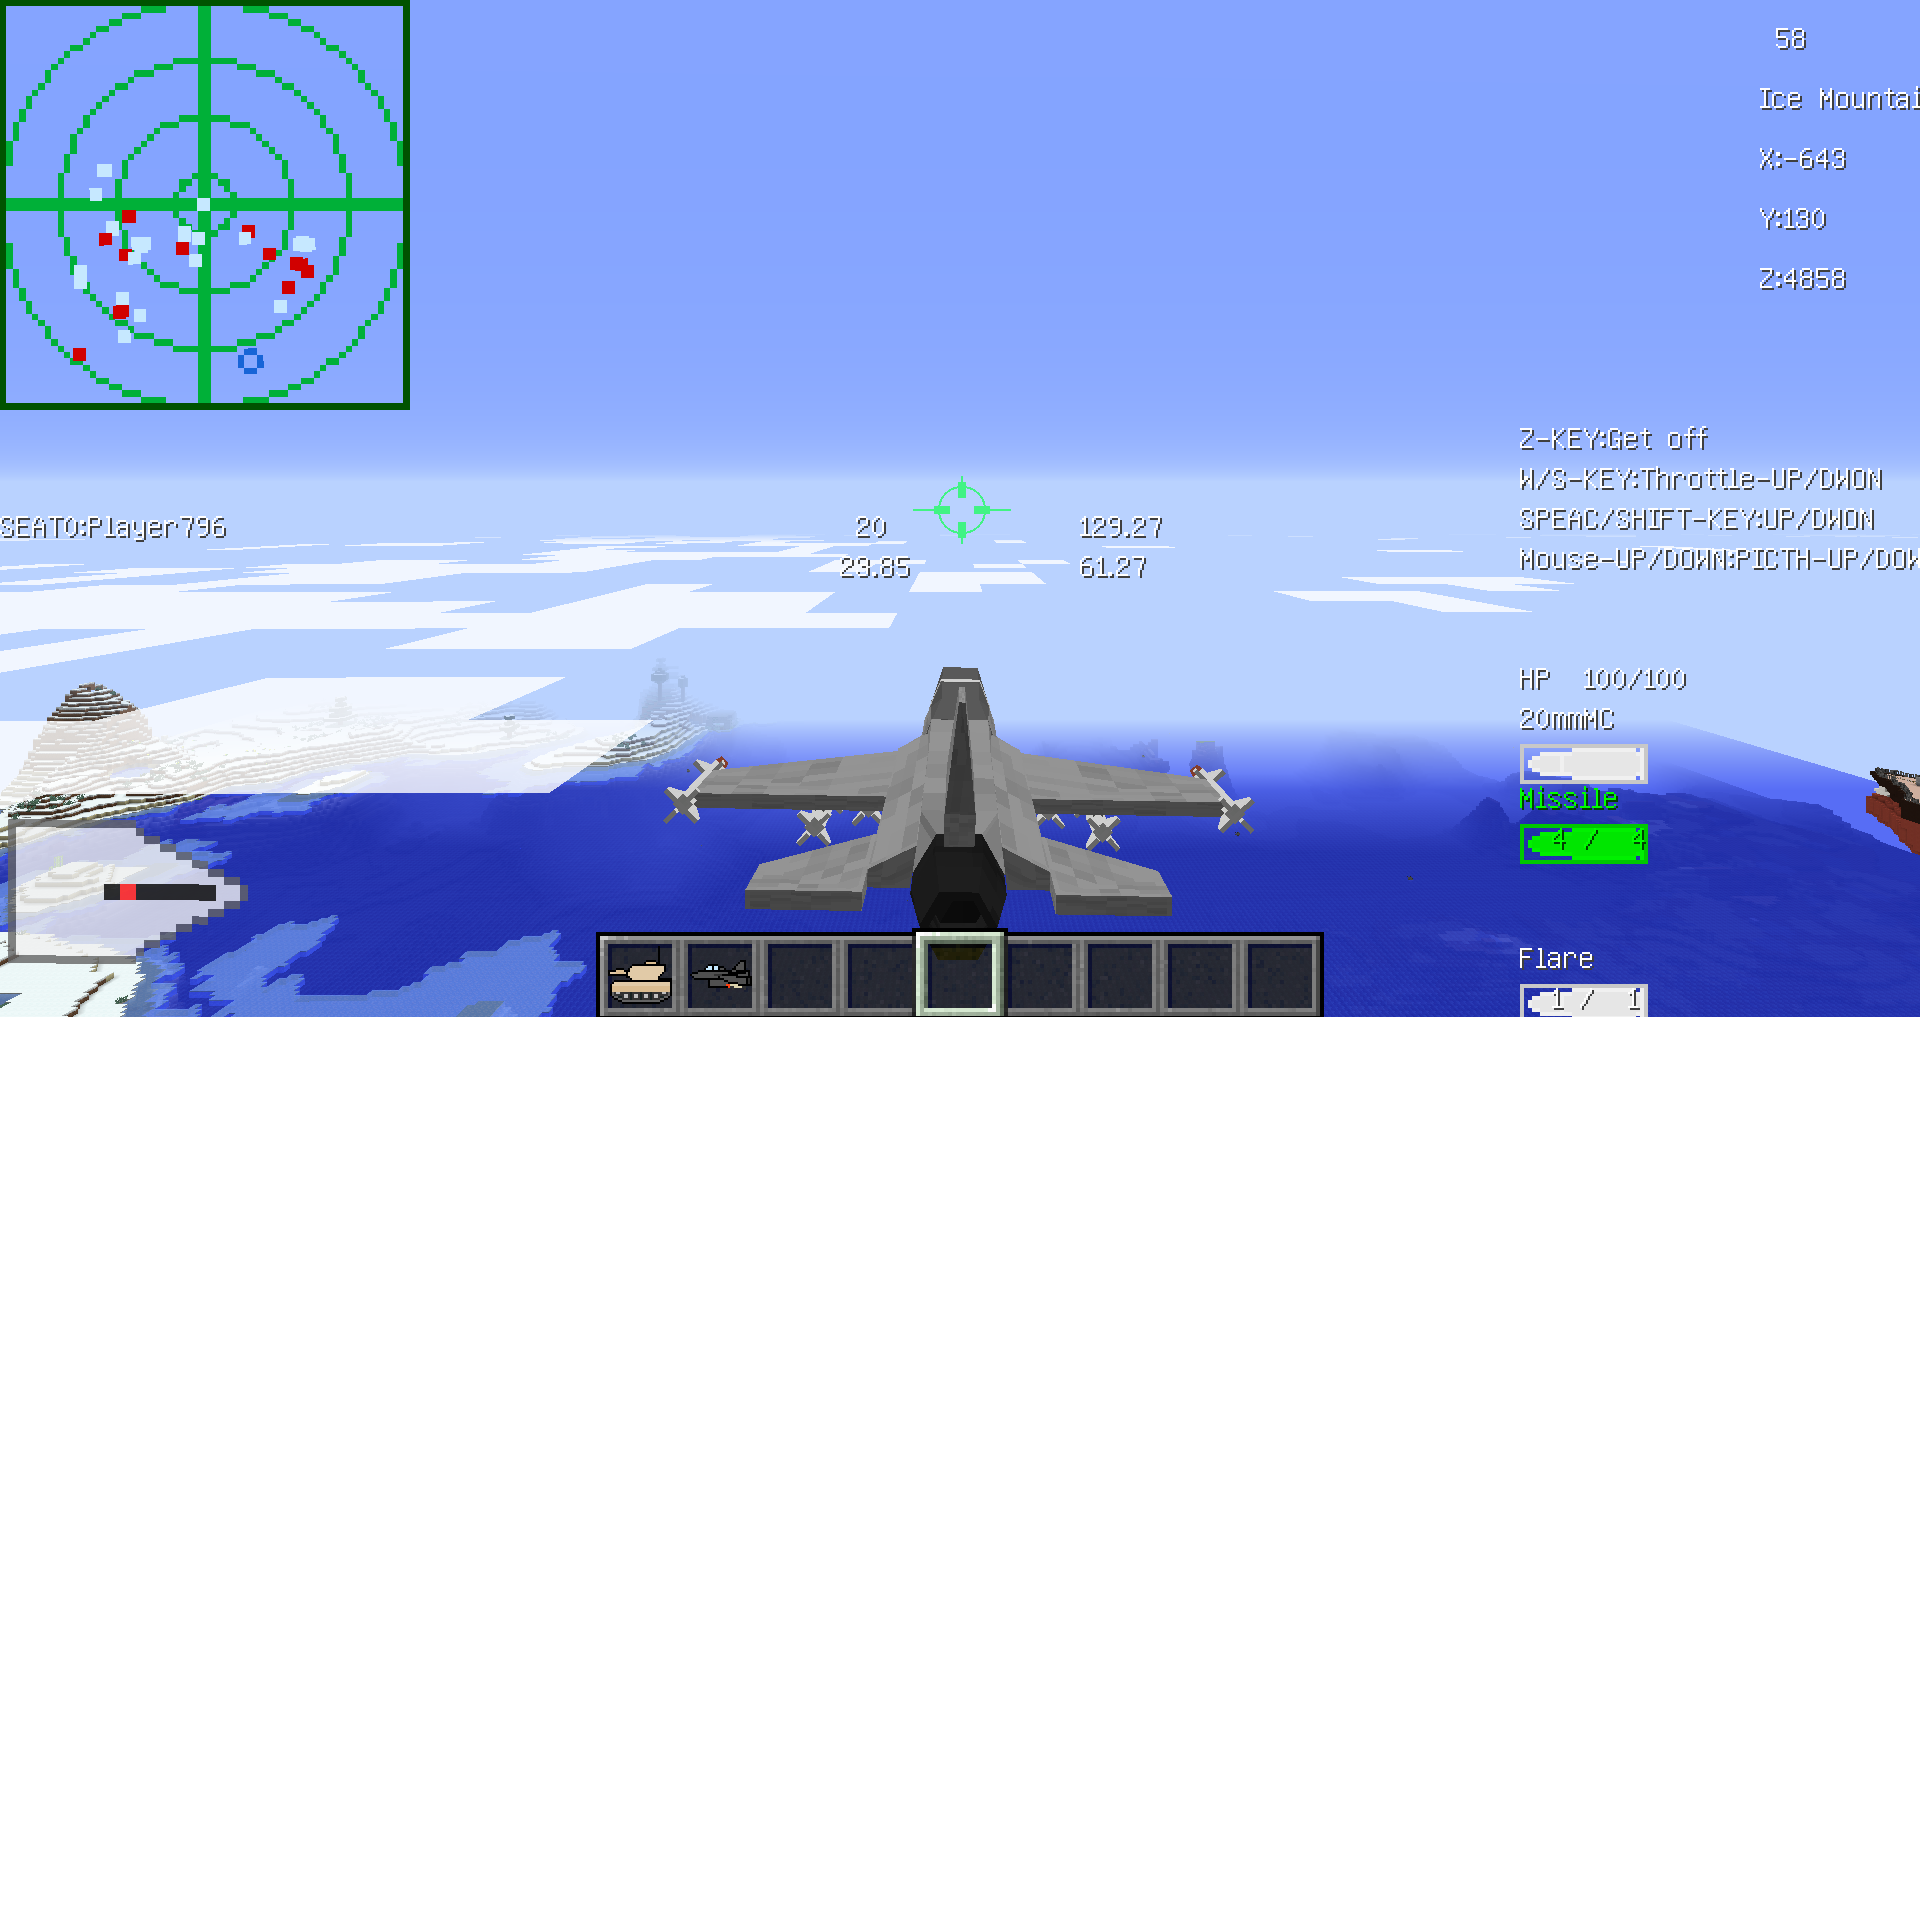 58
Ice Mountai
X:-643
Y:130
Z:4858
Z-KEY:Get off
W/S-KEY:Throttle-UP/DWON
SPEAC/SHIFT-KEY:UP/DWON
Mouse-UP/DOWN:PICTH-UP/DOW
SEAT0:Player796
20 129.27
29.85 61.27
HP 100/100
20mmMC
Missile
4 / 4
Flare
1 / 1